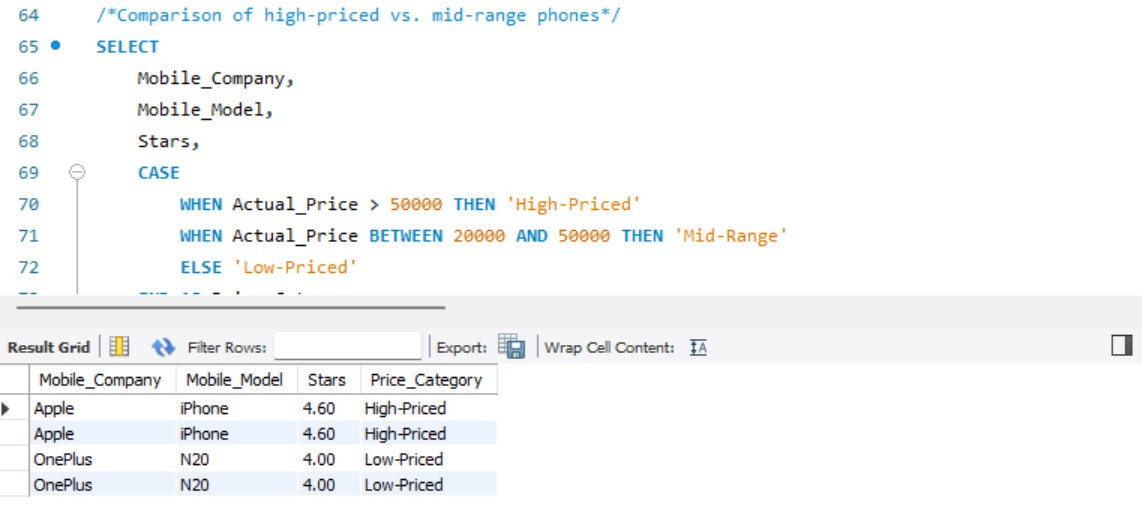 64 /*Comparison of high-priced vs. mid-range phones*/
65 SELECT
66 Mobile_Company,
67 Mobile_Model,
68 Stars,
69 CASE
70 WHEN Actual_Price > 50000 THEN 'High-Priced'
71 WHEN Actual_Price BETWEEN 20000 AND 50000 THEN 'Mid-Range'
72 ELSE 'Low-Priced'
Result Grid Filter Rows: Export: Wrap Cell Content: IA
Mobile_Company Mobile_Model Stars Price_Category
Apple iPhone 4.60 High-Priced
Apple iPhone 4.60 High-Priced
OnePlus N20 4.00 Low-Priced
OnePlus N20 4.00 Low-Priced